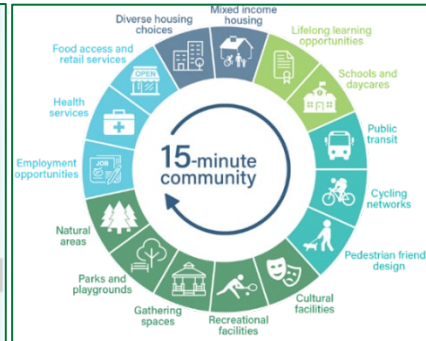 Diverse housing
choices
Mixed income
housing
Lifelong learning
opportunities
Schools and
daycares
Public
transit
Cycling
networks
Pedestrian friendly
design
Cultural
facilities
Recreational
facilities
Gathering
spaces
Parks and
playgrounds
Natural
areas
Employment
opportunities
JOB
Health
services
Food access and
retail services
OPEN
15-minute
community